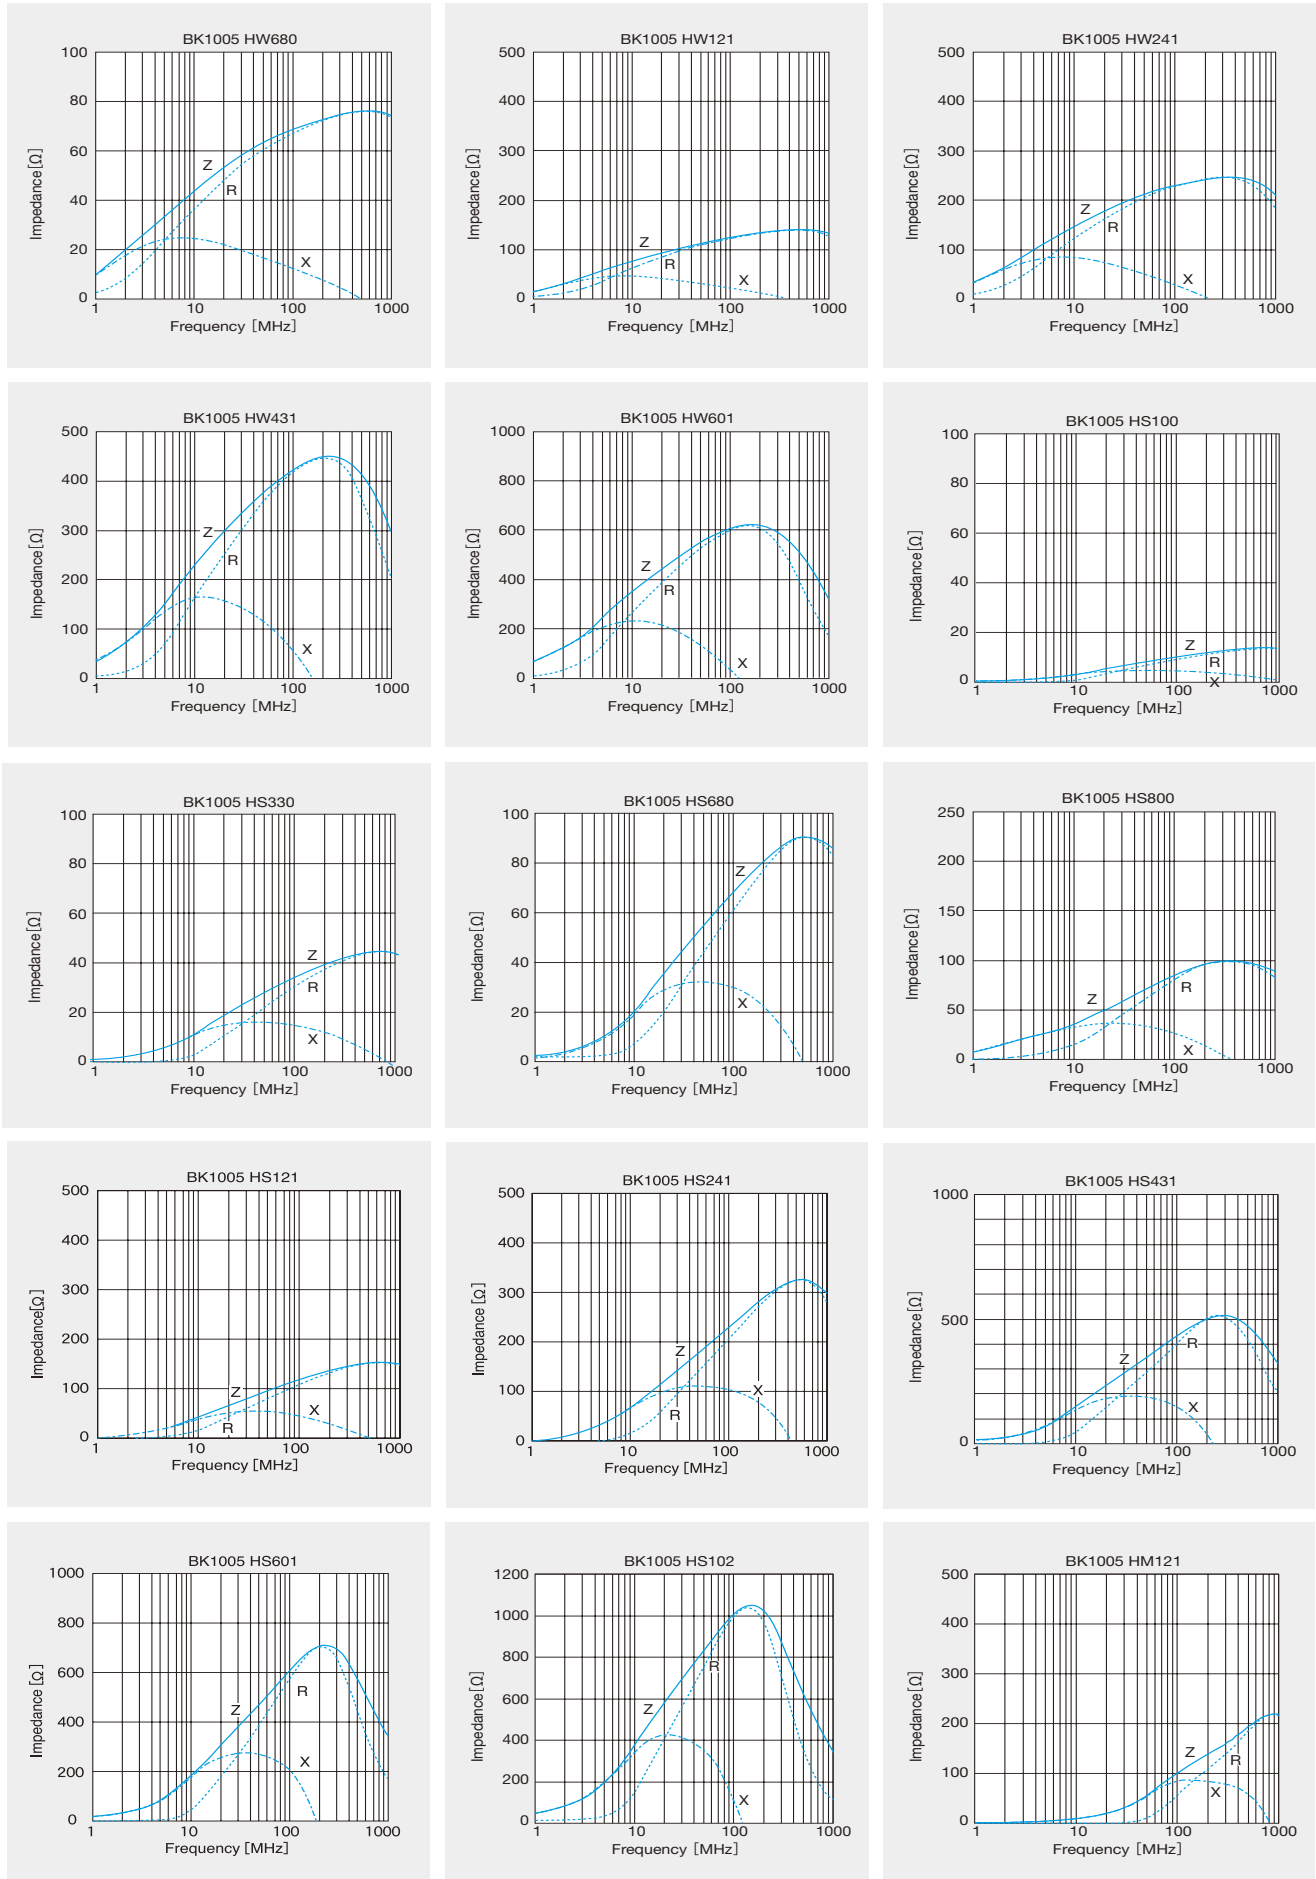 BK1005 HW680
100
80
60
40
20
0
Impedance [Ω]
Z
R
X
1 10 100 1000
Frequency [MHz]
BK1005 HW121
500
400
300
200
100
0
Impedance [Ω]
Z
R
X
1 10 100 1000
Frequency [MHz]
BK1005 HW241
500
400
300
200
100
0
Impedance [Ω]
Z
R
X
1 10 100 1000
Frequency [MHz]
BK1005 HW431
500
400
300
200
100
0
Impedance [Ω]
Z
R
X
1 10 100 1000
Frequency [MHz]
BK1005 HW601
1000
800
600
400
200
0
Impedance [Ω]
Z
R
X
1 10 100 1000
Frequency [MHz]
BK1005 HS100
100
80
60
40
20
0
Impedance [Ω]
Z
R
X
1 10 100 1000
Frequency [MHz]
BK1005 HS330
100
80
60
40
20
0
Impedance [Ω]
Z
R
X
1 10 100 1000
Frequency [MHz]
BK1005 HS680
100
80
60
40
20
0
Impedance [Ω]
Z
R
X
1 10 100 1000
Frequency [MHz]
BK1005 HS800
250
200
150
100
50
0
Impedance [Ω]
Z
R
X
1 10 100 1000
Frequency [MHz]
BK1005 HS121
500
400
300
200
100
0
Impedance [Ω]
Z
R
X
1 10 100 1000
Frequency [MHz]
BK1005 HS241
500
400
300
200
100
0
Impedance [Ω]
Z
R
X
1 10 100 1000
Frequency [MHz]
BK1005 HS431
1000
500
0
Impedance [Ω]
Z
R
X
1 10 100 1000
Frequency [MHz]
BK1005 HS601
1000
800
600
400
200
0
Impedance [Ω]
Z
R
X
1 10 100 1000
Frequency [MHz]
BK1005 HS102
1200
1000
800
600
400
200
0
Impedance [Ω]
Z
R
X
1 10 100 1000
Frequency [MHz]
BK1005 HM121
500
400
300
200
100
0
Impedance [Ω]
Z
R
X
1 10 100 1000
Frequency [MHz]